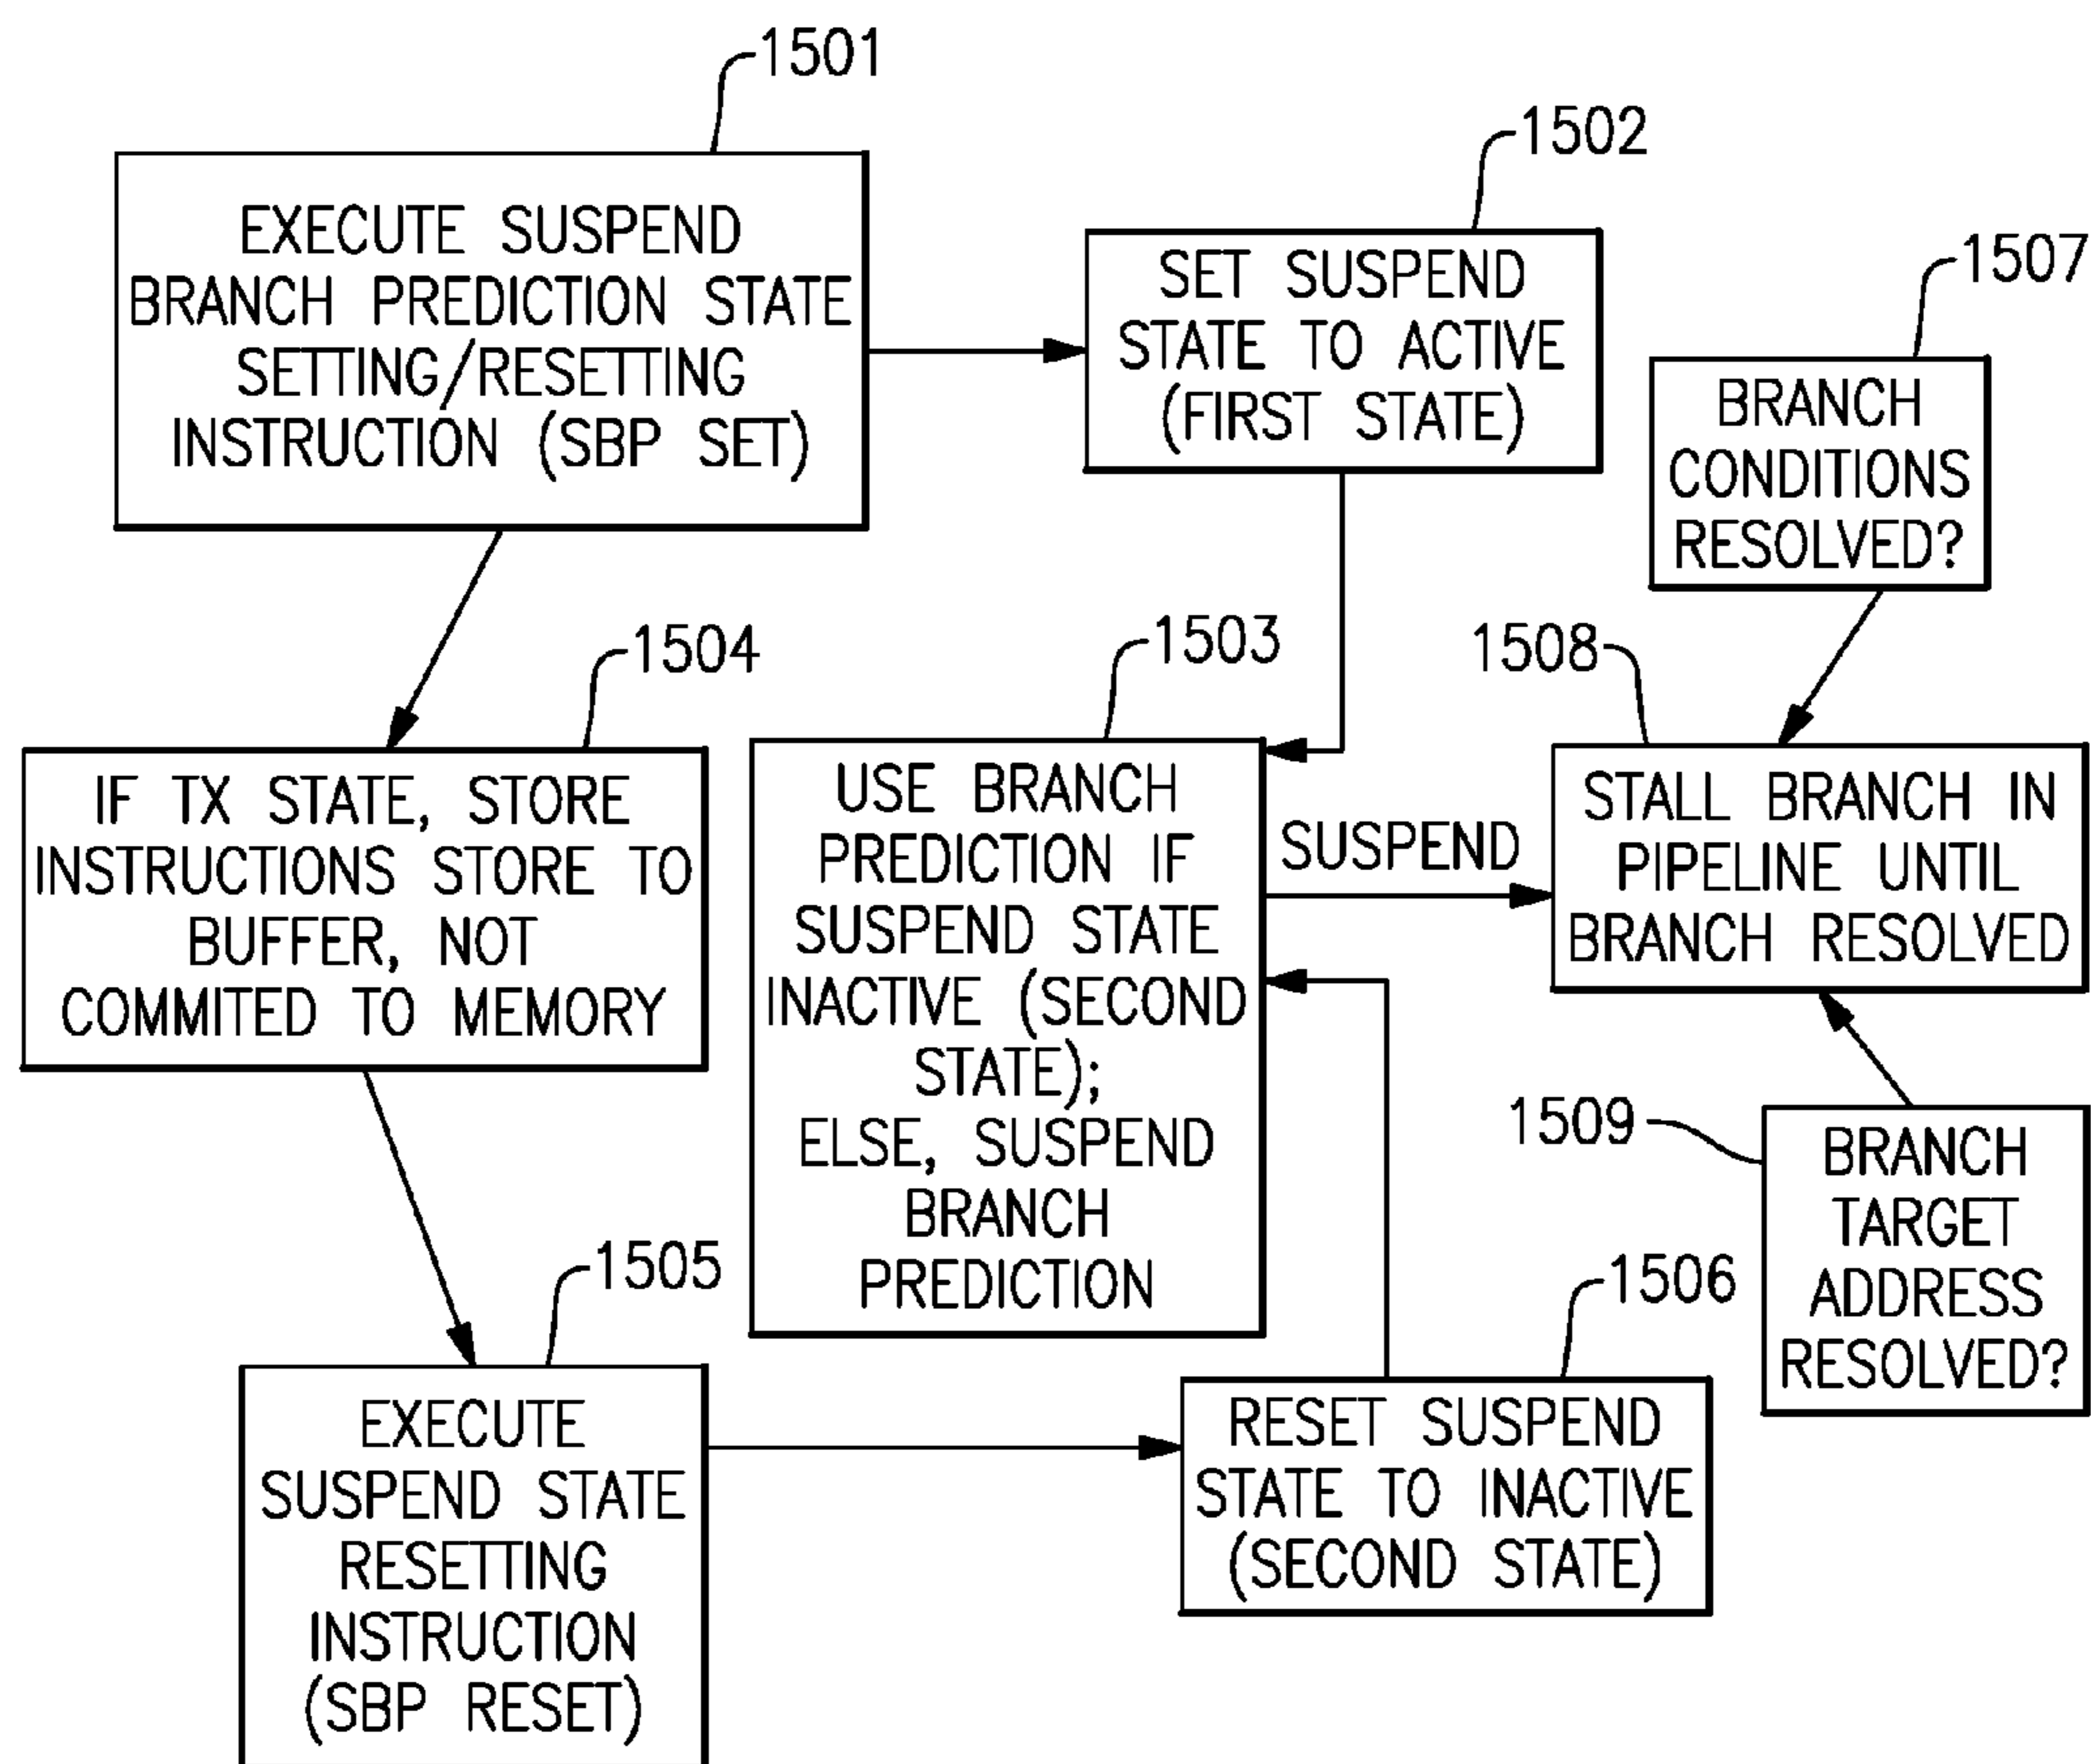 1501
EXECUTE SUSPEND
BRANCH PREDICTION STATE
SETTING/RESETTING
INSTRUCTION (SBP SET)
1502
SET SUSPEND
STATE TO ACTIVE
(FIRST STATE)
1507
BRANCH
CONDITIONS
RESOLVED?
1504
IF TX STATE, STORE
INSTRUCTIONS STORE TO
BUFFER, NOT
COMMITED TO MEMORY
1503
USE BRANCH
PREDICTION IF
SUSPEND STATE
INACTIVE (SECOND
STATE);
ELSE, SUSPEND
BRANCH
PREDICTION
SUSPEND
1508
STALL BRANCH IN
PIPELINE UNTIL
BRANCH RESOLVED
1509
BRANCH
TARGET
ADDRESS
RESOLVED?
1505
EXECUTE
SUSPEND STATE
RESETTING
INSTRUCTION
(SBP RESET)
1506
RESET SUSPEND
STATE TO INACTIVE
(SECOND STATE)